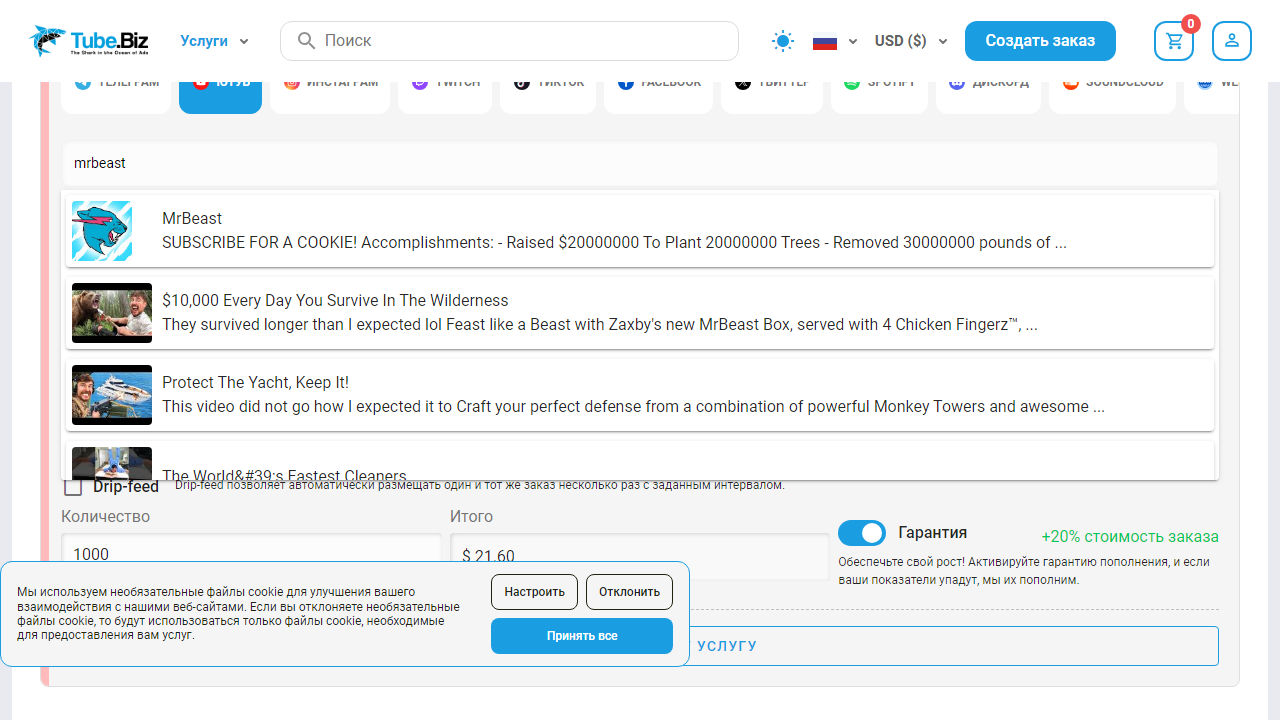 Tube.Biz
The Shark in the Ocean of Ads
Услуги
Поиск
USD ($)
Создать заказ
0
ТЕЛЕГРАМ
ЮТУБ
ИНСТАГРАМ
TWITCH
ТИКТОК
FACEBOOK
ТВИТТЕР
SPOTIFY
ДИСКОРД
SOUNDCLOUD
WE
mrbeast
MrBeast
SUBSCRIBE FOR A COOKIE! Accomplishments: - Raised $20000000 To Plant 20000000 Trees - Removed 30000000 pounds of ...
$10,000 Every Day You Survive In The Wilderness
They survived longer than I expected lol Feast like a Beast with Zaxby's new MrBeast Box, served with 4 Chicken Fingerz™, ...
Protect The Yacht, Keep It!
This video did not go how I expected it to Craft your perfect defense from a combination of powerful Monkey Towers and awesome ...
The World&#39;s Fastest Cleaners
Drip-feed
Drip-feed позволяет автоматически размещать один и тот же заказ несколько раз с заданным интервалом.
Количество
Итого
1000
$ 21.60
Гарантия
+20% стоимость заказа
Обеспечьте свой рост! Активируйте гарантию пополнения, и если
ваши показатели упадут, мы их пополним.
УСЛУГУ
Мы используем необязательные файлы cookie для улучшения вашего
взаимодействия с нашими веб-сайтами. Если вы отклоняете необязательные
файлы cookie, то будут использоваться только файлы cookie, необходимые
для предоставления вам услуг.
Настроить
Отклонить
Принять все